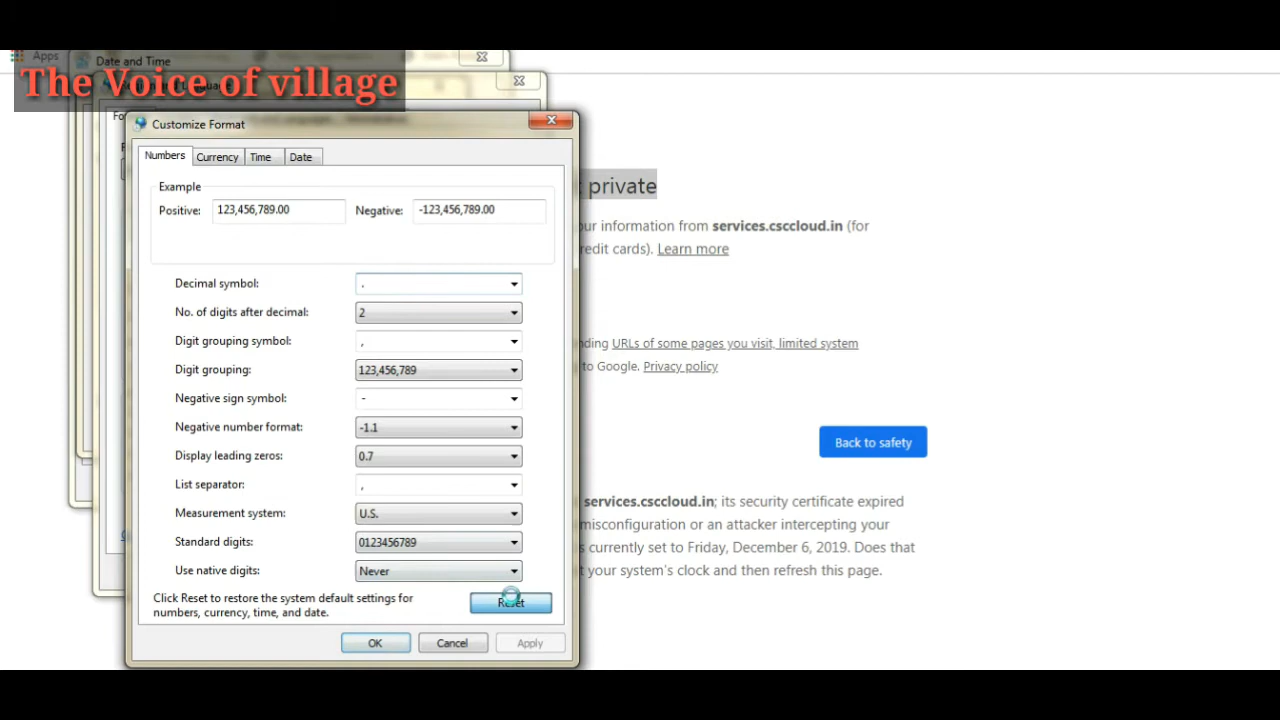 Apps
Date and Time
The Voice of village
Customize Format
Numbers
Currency
Time
Date
Example
Positive:
123,456,789.00
Negative:
-123,456,789.00
Decimal symbol:
.
No. of digits after decimal:
2
Digit grouping symbol:
,
Digit grouping:
123,456,789
Negative sign symbol:
-
Negative number format:
-1.1
Display leading zeros:
0.7
List separator:
,
Measurement system:
U.S.
Standard digits:
0123456789
Use native digits:
Never
Click Reset to restore the system default settings for
numbers, currency, time, and date.
Reset
OK
Cancel
Apply
private
your information from services.csccloud.in (for
credit cards). Learn more
URLs of some pages you visit, limited system
to Google. Privacy policy
Back to safety
services.csccloud.in; its security certificate expired
misconfiguration or an attacker intercepting your
s currently set to Friday, December 6, 2019. Does that
t your system's clock and then refresh this page.